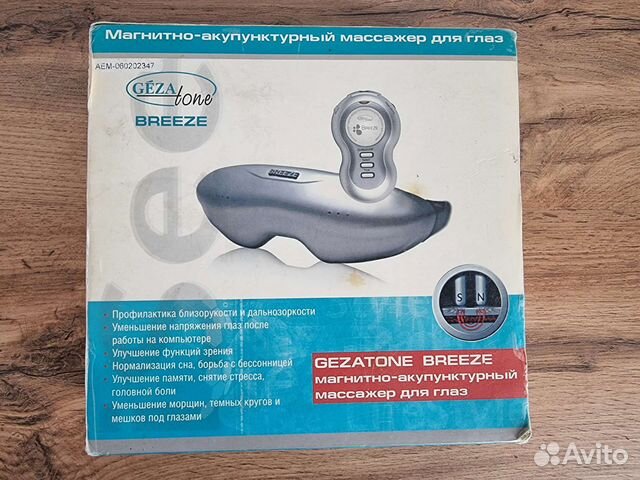 Магнитно-акупунктурный массажер для глаз
AEM-060202347
GÉZA
tone
BREEZE
BREEZE
S N
• Профилактика близорукости и дальнозоркости
• Уменьшение напряжения глаз после
работы на компьютере
• Улучшение функций зрения
• Нормализация сна, борьба с бессонницей
• Улучшение памяти, снятие стресса,
головной боли
• Уменьшение морщин, темных кругов и
мешков под глазами
GEZATONE BREEZE
магнитно-акупунктурный
массажер для глаз
Avito